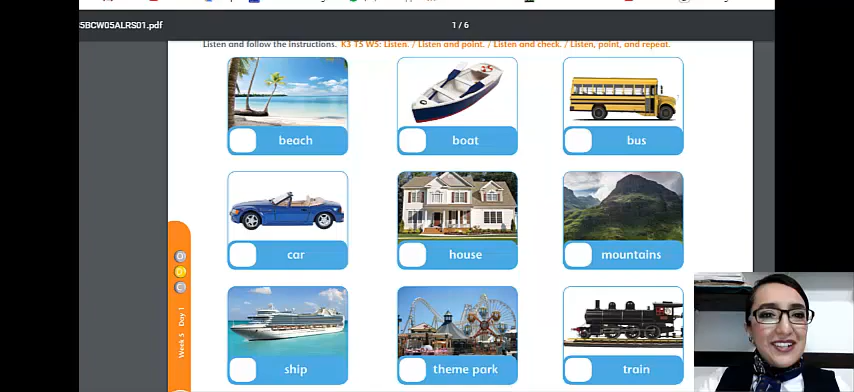 5BCW05ALRS01.pdf
1 / 6
Listen and follow the instructions. K3 T5 W5: Listen. / Listen and point. / Listen and check. / Listen, point, and repeat.
beach
boat
bus
car
house
mountains
ship
theme park
train
Week 5 Day 1